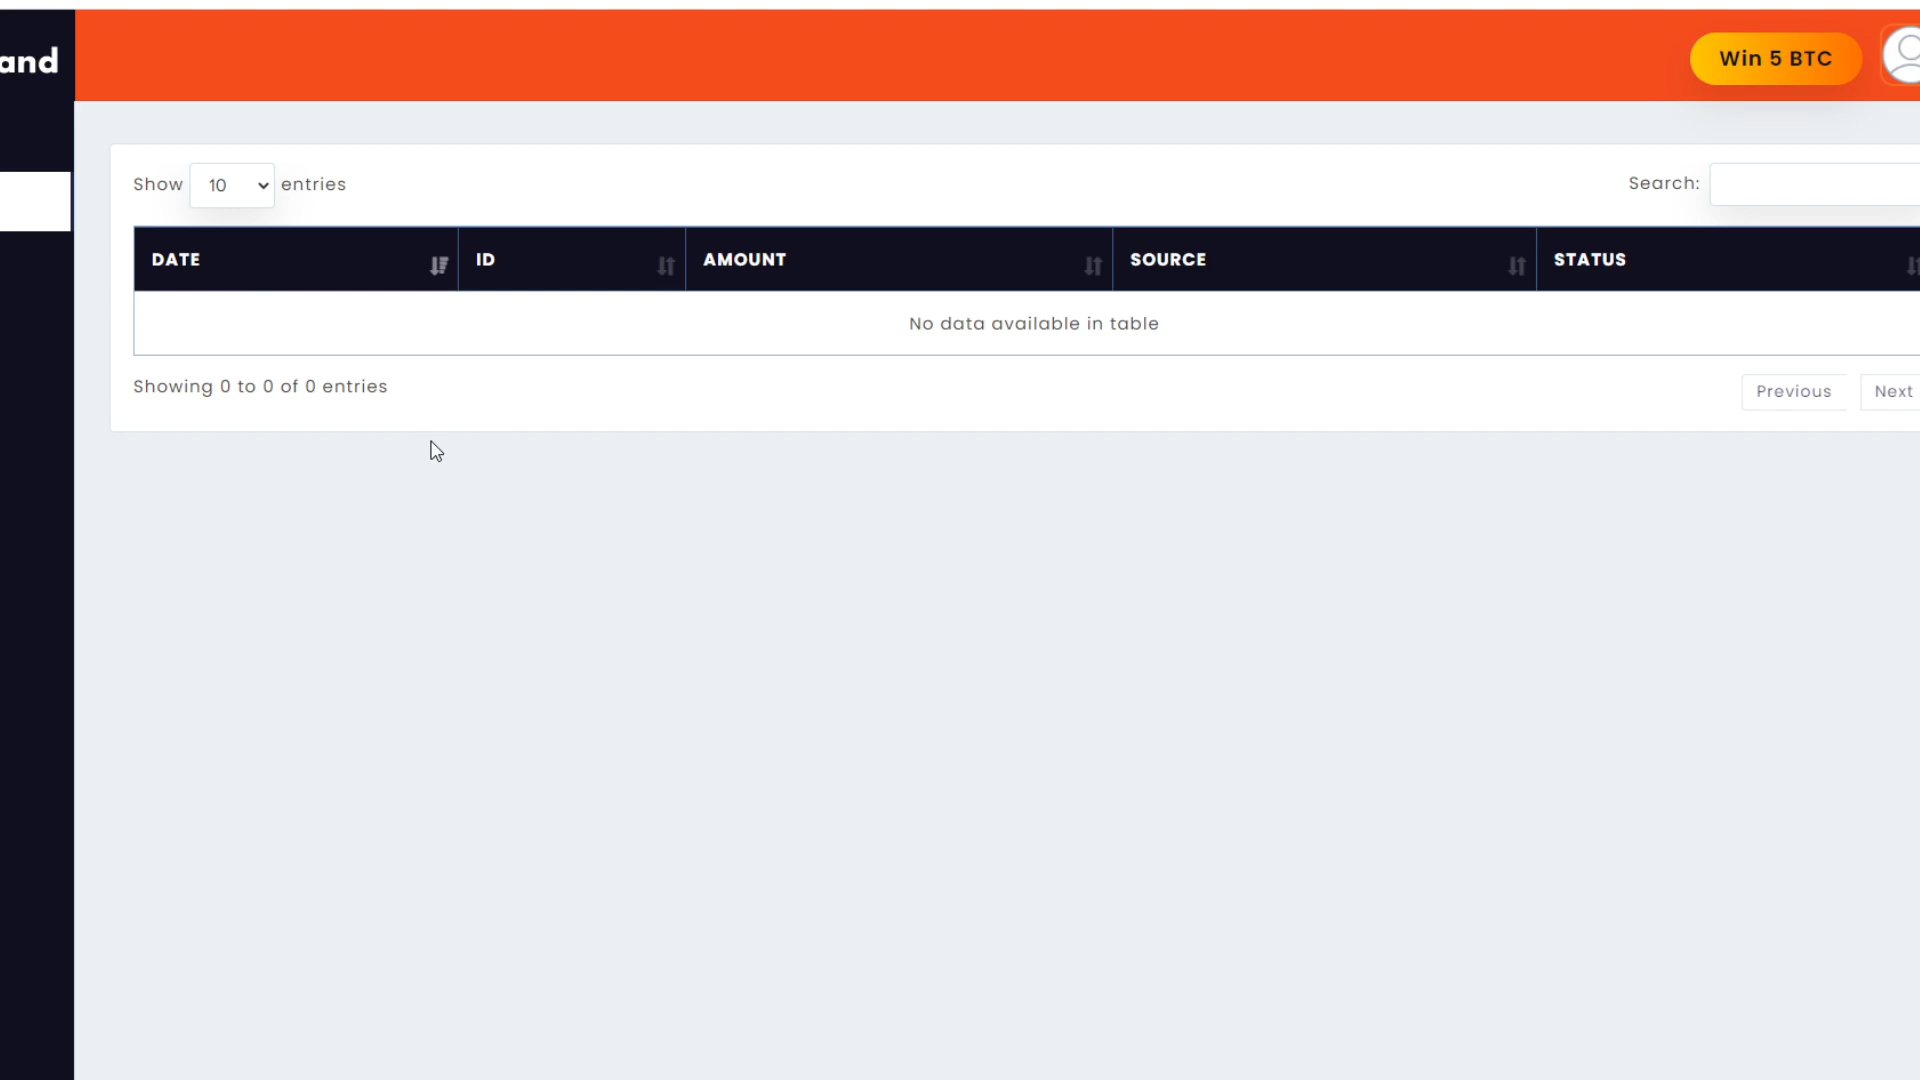 and
Win 5 BTC
Show 10 entries
Search:
DATE ID AMOUNT SOURCE STATUS
No data available in table
Showing 0 to 0 of 0 entries
Previous Next